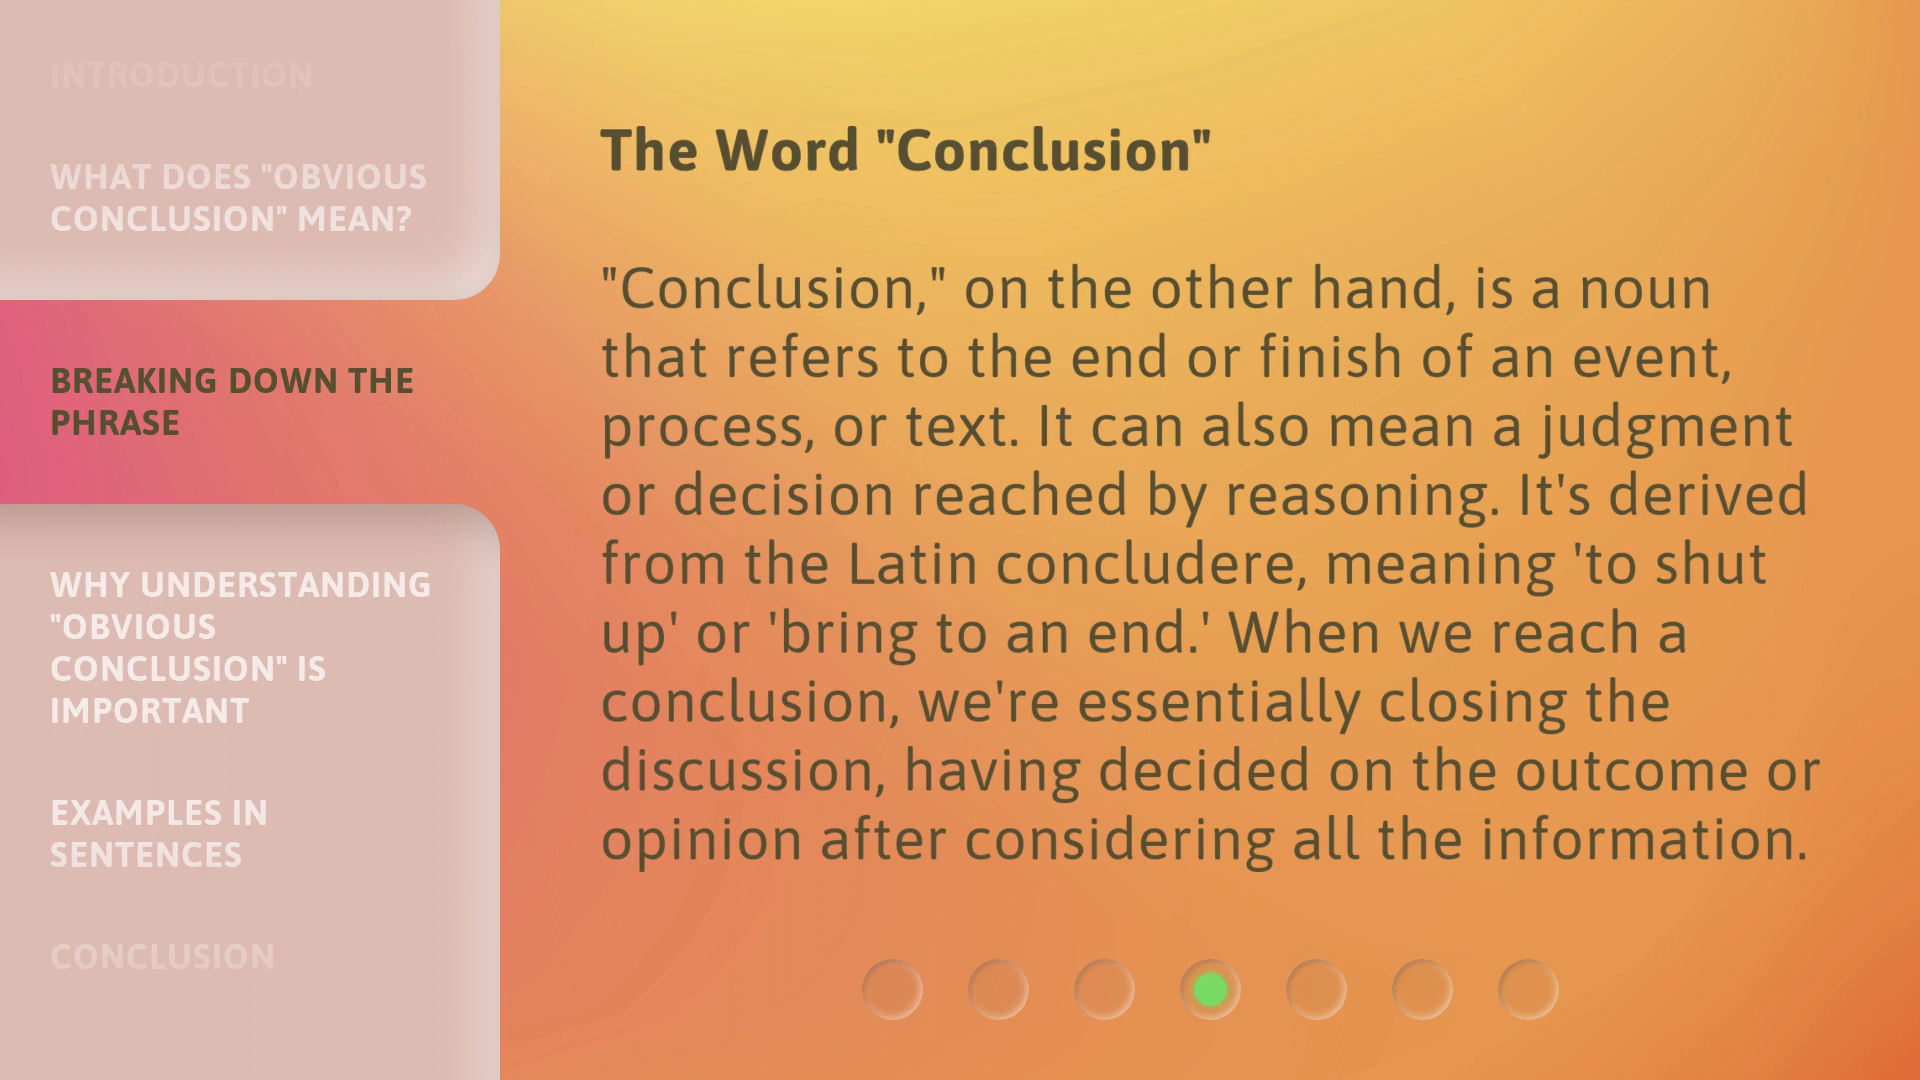 INTRODUCTION
WHAT DOES "OBVIOUS
CONCLUSION" MEAN?
BREAKING DOWN THE
PHRASE
WHY UNDERSTANDING
"OBVIOUS
CONCLUSION" IS
IMPORTANT
EXAMPLES IN
SENTENCES
CONCLUSION
The Word "Conclusion"
"Conclusion," on the other hand, is a noun
that refers to the end or finish of an event,
process, or text. It can also mean a judgment
or decision reached by reasoning. It's derived
from the Latin concludere, meaning 'to shut
up' or 'bring to an end.' When we reach a
conclusion, we're essentially closing the
discussion, having decided on the outcome or
opinion after considering all the information.